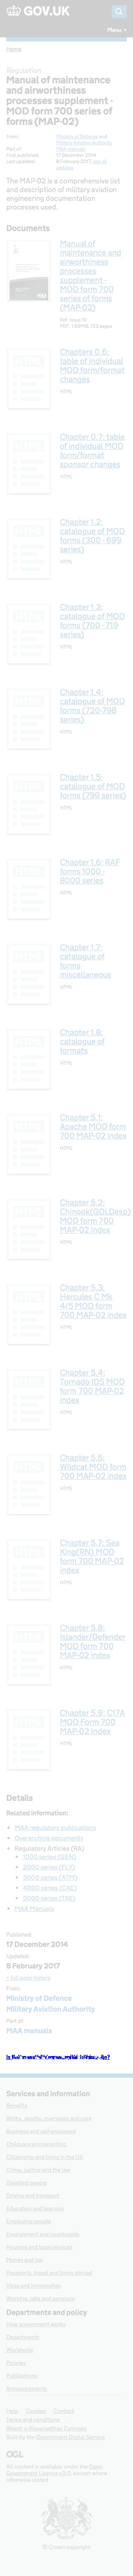 GOV.UK
Menu
Home
Regulation
Manual of maintenance
and airworthiness
processes supplement -
MOD form 700 series of
forms (MAP-02)
From:
Ministry of Defence and
Military Aviation Authority
Part of:
MAA manuals
First published:
17 December 2014
Last updated:
8 February 2017, see all
updates
The MAP-02 is a comprehensive list
and description of military aviation
engineering documentation
documents used.
Documents
Manual of
maintenance and
airworthiness
processes
supplement -
MOD form 700
series of forms
(MAP-02)
Ref: Issue 10
PDF, 1.69MB, 723 pages
Chapters 0.6:
table of individual
MOD form/format
changes
HTML
Chapter 0.7: table
of individual MOD
form/format
sponsor changes
HTML
Chapter 1.2:
catalogue of MOD
forms (300 - 699
series)
HTML
Chapter 1.3:
catalogue of MOD
forms (700 - 719
series)
HTML
Chapter 1.4:
catalogue of MOD
forms (720-798
series)
HTML
Chapter 1.5:
catalogue of MOD
forms (799 series)
HTML
Chapter 1.6: RAF
forms 1000 -
8000 series
HTML
Chapter 1.7:
catalogue of
forms
miscellaneous
HTML
Chapter 1.8:
catalogue of
formats
HTML
Chapter 5.1:
Apache MOD form
700 MAP-02 index
HTML
Chapter 5.2:
Chinook(GOLDesp)
MOD form 700
MAP-02 index
HTML
Chapter 5.3:
Hercules C Mk
4/5 MOD form
700 MAP-02 index
HTML
Chapter 5.4:
Tornado IDS MOD
form 700 MAP-02
index
HTML
Chapter 5.5:
Wildcat MOD form
700 MAP-02 index
HTML
Chapter 5.7: Sea
King(RN) MOD
form 700 MAP-02
index
HTML
Chapter 5.8:
Islander/Defender
MOD form 700
MAP-02 index
HTML
Chapter 5.9: C17A
MOD Form 700
MAP-02 Index
HTML
Details
Related information:
MAA regulatory publications
Overarching documents
Regulatory Articles (RA)
1000 series (GEN)
2000 series (FLY)
3000 series (ATM)
4000 series (CAE)
5000 series (TAE)
MAA Manuals
Published:
17 December 2014
Updated:
8 February 2017
+ full page history
From:
Ministry of Defence
Military Aviation Authority
Part of:
MAA manuals
Services and information
Benefits
Births, deaths, marriages and care
Business and self-employed
Childcare and parenting
Citizenship and living in the UK
Crime, justice and the law
Disabled people
Driving and transport
Education and learning
Employing people
Environment and countryside
Housing and local services
Money and tax
Passports, travel and living abroad
Visas and immigration
Working, jobs and pensions
Departments and policy
How government works
Departments
Worldwide
Policies
Publications
Announcements
Help Cookies Contact
Terms and conditions
Rhestr o Wasanaethau Cymraeg
Built by the Government Digital Service
OGL
All content is available under the Open
Government Licence v3.0, except where
otherwise stated
© Crown copyright